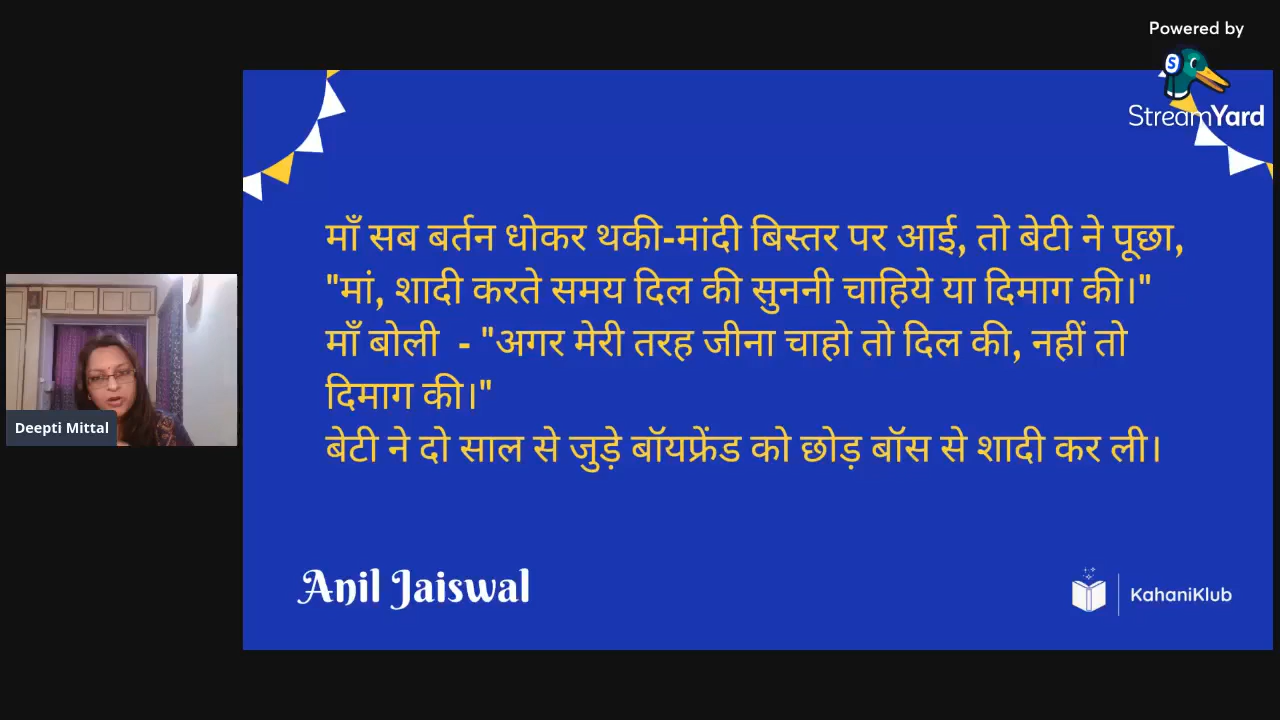 Powered by
S
StreamYard
माँ सब बर्तन धोकर थकी-मांदी बिस्तर पर आई, तो बेटी ने पूछा,
"मां, शादी करते समय दिल की सुननी चाहिये या दिमाग की।"
माँ बोली - "अगर मेरी तरह जीना चाहो तो दिल की, नहीं तो
दिमाग की।"
बेटी ने दो साल से जुड़े बॉयफ्रेंड को छोड़ बॉस से शादी कर ली।
Deepti Mittal
Anil Jaiswal
KahaniKlub